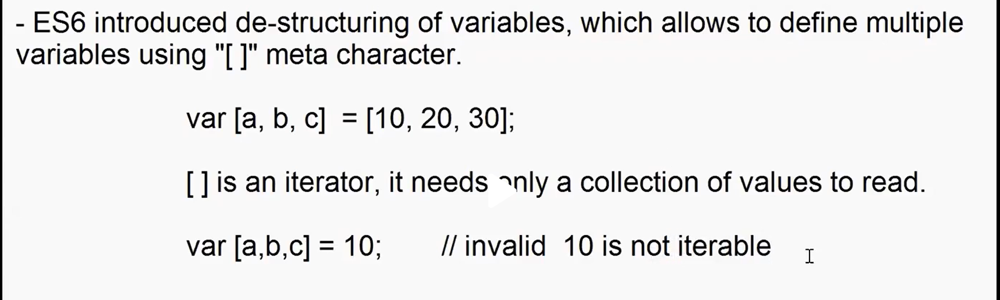 - ES6 introduced de-structuring of variables, which allows to define multiple
variables using "[ ]" meta character.
var [a, b, c]  = [10, 20, 30];
[ ] is an iterator, it needs only a collection of values to read.
var [a,b,c] = 10;       // invalid  10 is not iterable